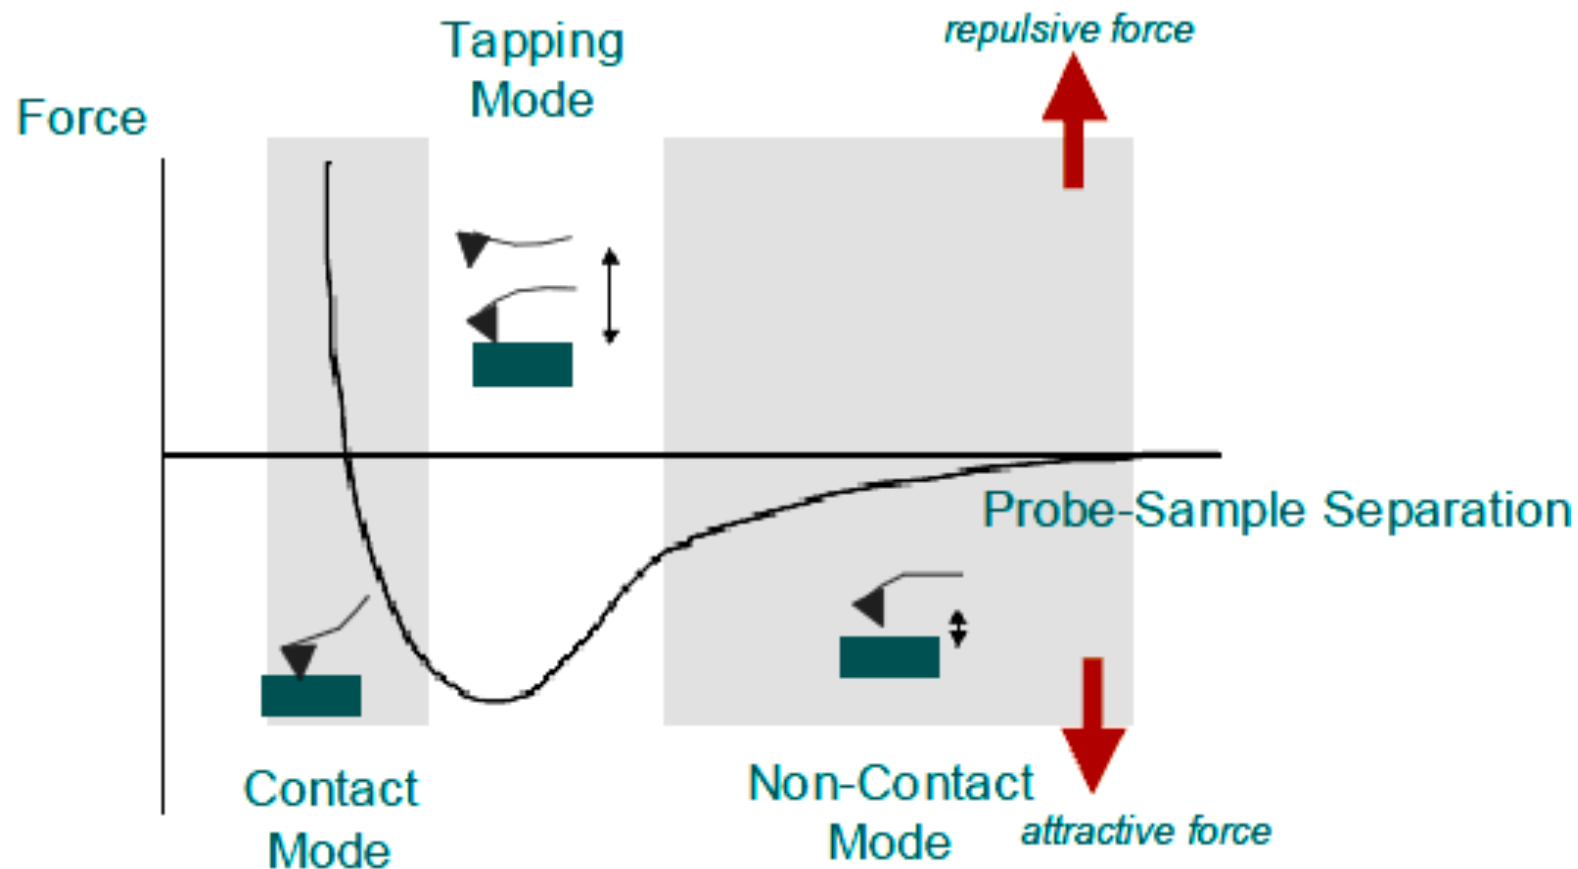 Tapping
Mode
repulsive force
Force
Probe-Sample Separation
Contact
Mode
Non-Contact
Mode
attractive force